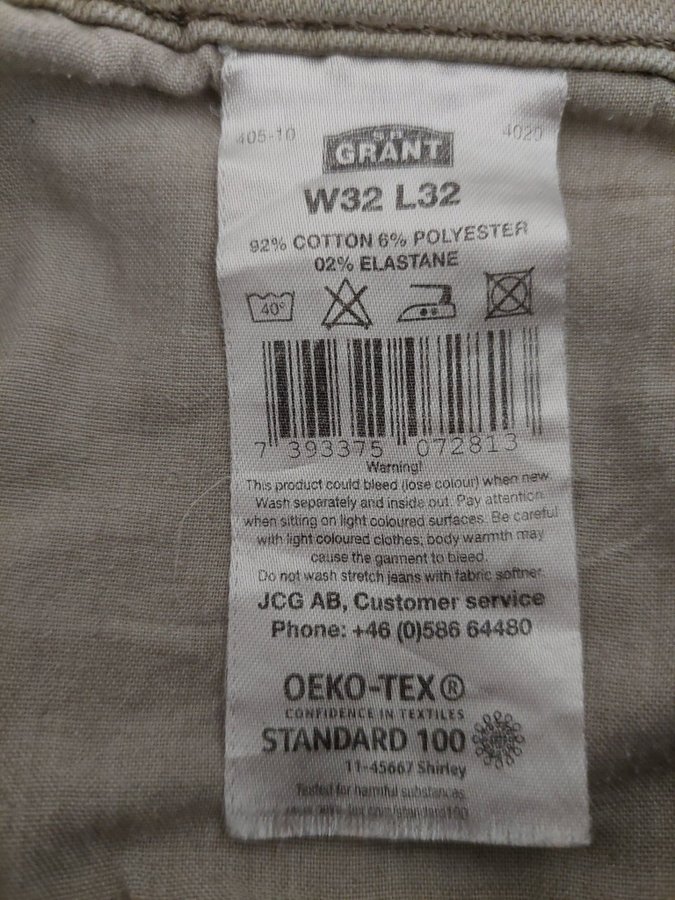 405-10
4020
GRANT
W32 L32
92% COTTON 6% POLYESTER
02% ELASTANE
40°
7 393375 072813
Warning!
This product could bleed (lose colour) when new.
Wash separately and inside out. Pay attention
when sitting on light coloured surfaces. Be careful
with light coloured clothes; body warmth may
cause the garment to bleed.
Do not wash stretch jeans with fabric softner.
JCG AB, Customer service
Phone: +46 (0)586 64480
OEKO-TEX®
CONFIDENCE IN TEXTILES
STANDARD 100
11-45667 Shirley
Tested for harmful substances.